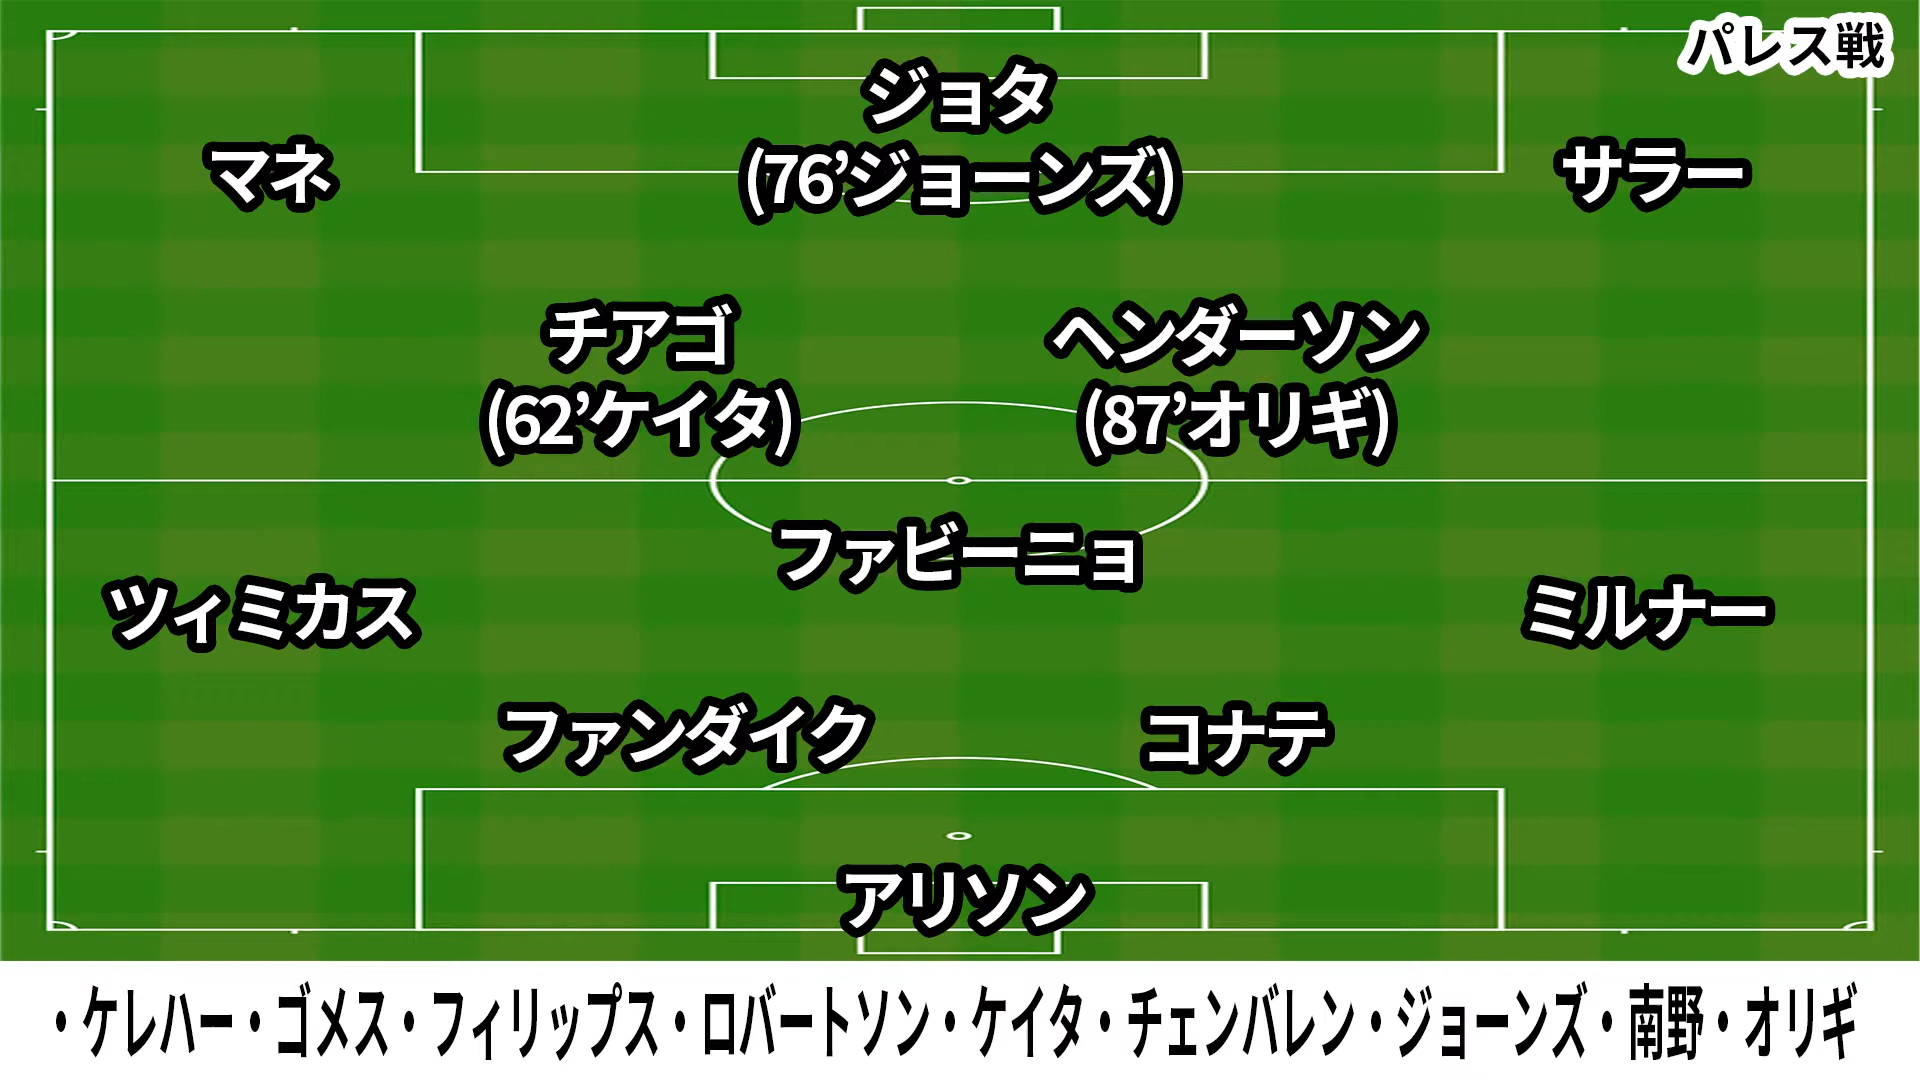 パレス戦
ジョタ
(76’ジョーンズ)
マネ
サラー
チアゴ
(62’ケイタ)
ヘンダーソン
(87’オリギ)
ファビーニョ
ツィミカス
ミルナー
ファンダイク
コナテ
アリソン
・ケレハー・ゴメス・フィリップス・ロバートソン・ケイタ・チェンバレン・ジョーンズ・南野・オリギ